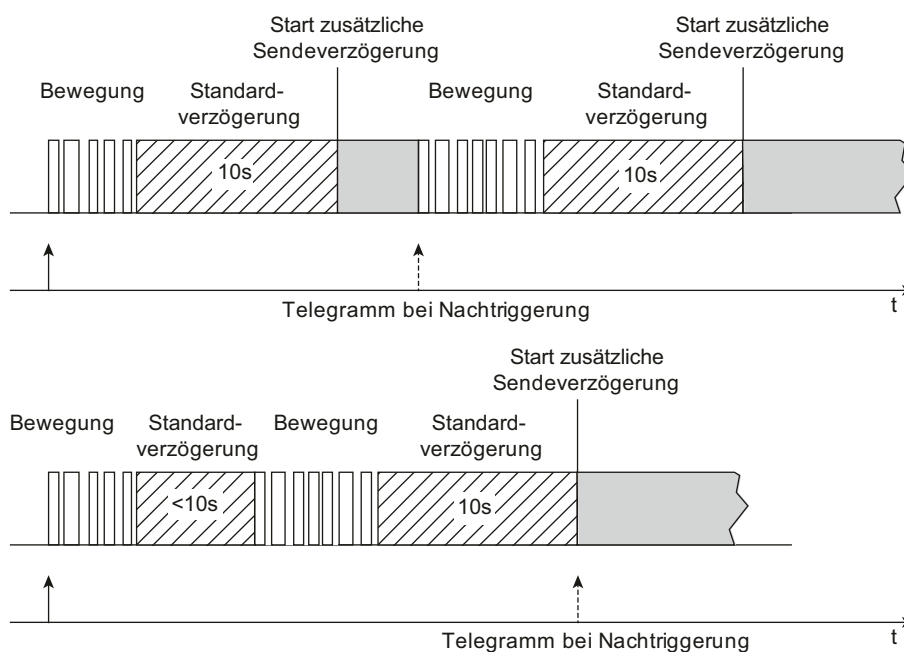 Start zusätzliche
Sendeverzögerung
Start zusätzliche
Sendeverzögerung
Bewegung
Standard-
verzögerung
Bewegung
Standard-
verzögerung
10s
10s
Telegramm bei Nachtriggerung
t
Start zusätzliche
Sendeverzögerung
Bewegung
Standard-
verzögerung
Bewegung
Standard-
verzögerung
<10s
10s
Telegramm bei Nachtriggerung
t